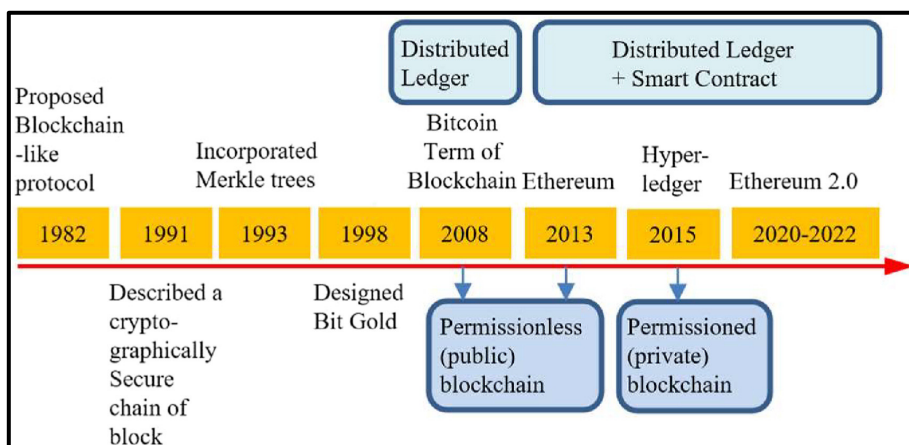 Distributed
Ledger
Distributed Ledger
+ Smart Contract
Proposed
Blockchain
-like
protocol
Incorporated
Merkle trees
Bitcoin
Term of
Blockchain
Ethereum
Hyper-
ledger
Ethereum 2.0
1982
1991
1993
1998
2008
2013
2015
2020-2022
Described a
crypto-
graphically
Secure
chain of
block
Designed
Bit Gold
Permissionless
(public)
blockchain
Permissioned
(private)
blockchain